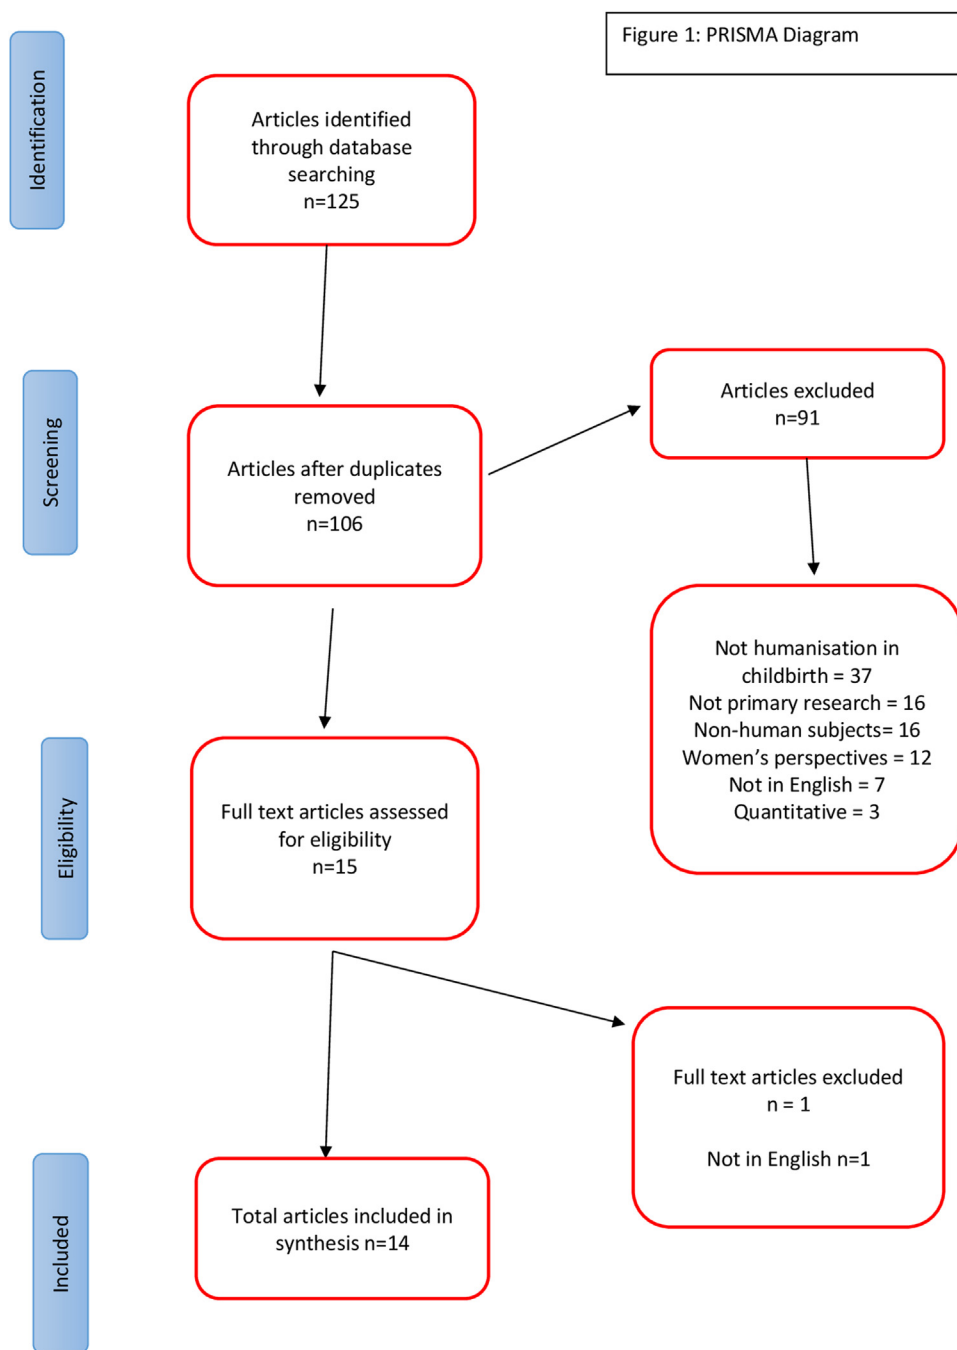 Figure 1: PRISMA Diagram
Identification
Articles identified
through database
searching
n=125
Screening
Articles after duplicates
removed
n=106
Articles excluded
n=91
Not humanisation in
childbirth = 37
Not primary research = 16
Non-human subjects= 16
Women’s perspectives = 12
Not in English = 7
Quantitative = 3
Eligibility
Full text articles assessed
for eligibility
n=15
Full text articles excluded
n = 1
Not in English n=1
Included
Total articles included in
synthesis n=14